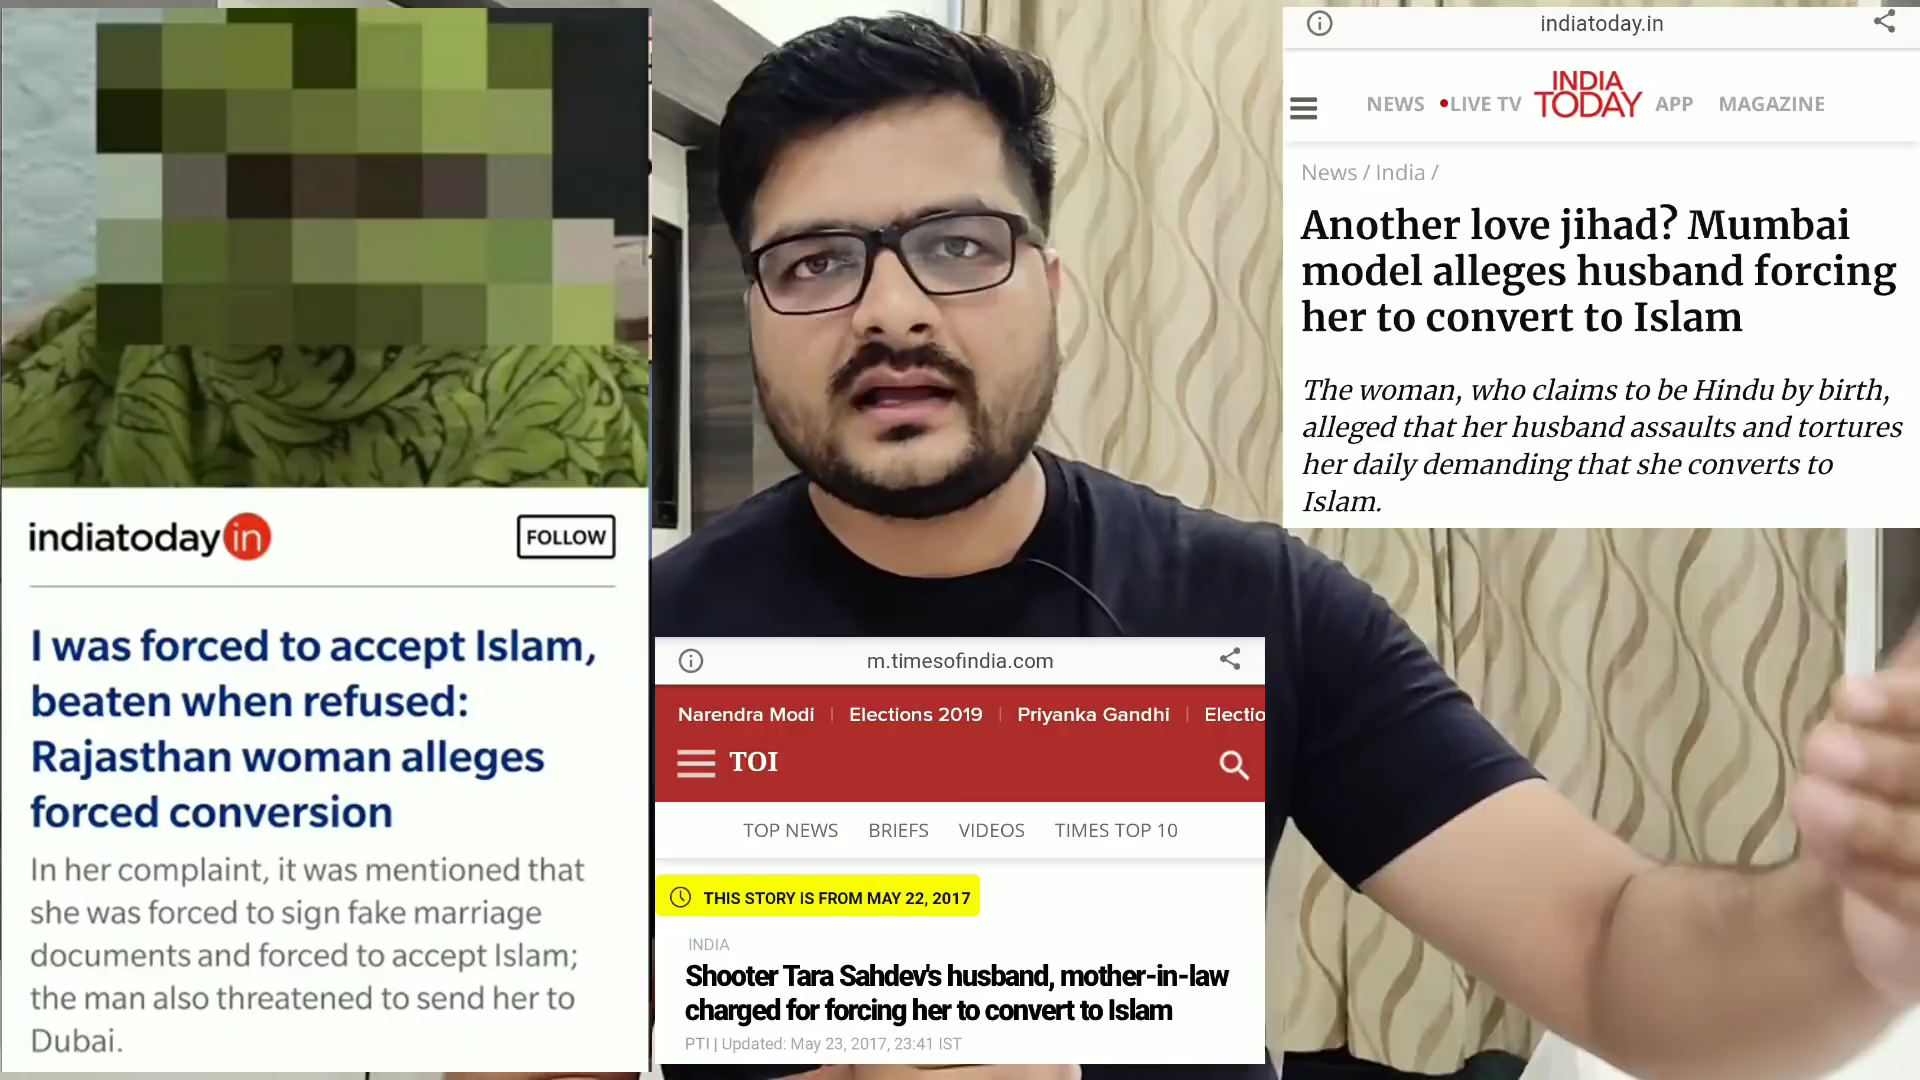 indiatodayin
FOLLOW
I was forced to accept Islam,
beaten when refused:
Rajasthan woman alleges
forced conversion
In her complaint, it was mentioned that
she was forced to sign fake marriage
documents and forced to accept Islam;
the man also threatened to send her to
Dubai.
m.timesofindia.com
Narendra Modi | Elections 2019 | Priyanka Gandhi | Electio
TOI
TOP NEWS BRIEFS VIDEOS TIMES TOP 10
THIS STORY IS FROM MAY 22, 2017
INDIA
Shooter Tara Sahdev's husband, mother-in-law
charged for forcing her to convert to Islam
PTI | Updated: May 23, 2017, 23:41 IST
indiatoday.in
NEWS •LIVE TV INDIA TODAY APP MAGAZINE
News / India /
Another love jihad? Mumbai
model alleges husband forcing
her to convert to Islam
The woman, who claims to be Hindu by birth,
alleged that her husband assaults and tortures
her daily demanding that she converts to
Islam.